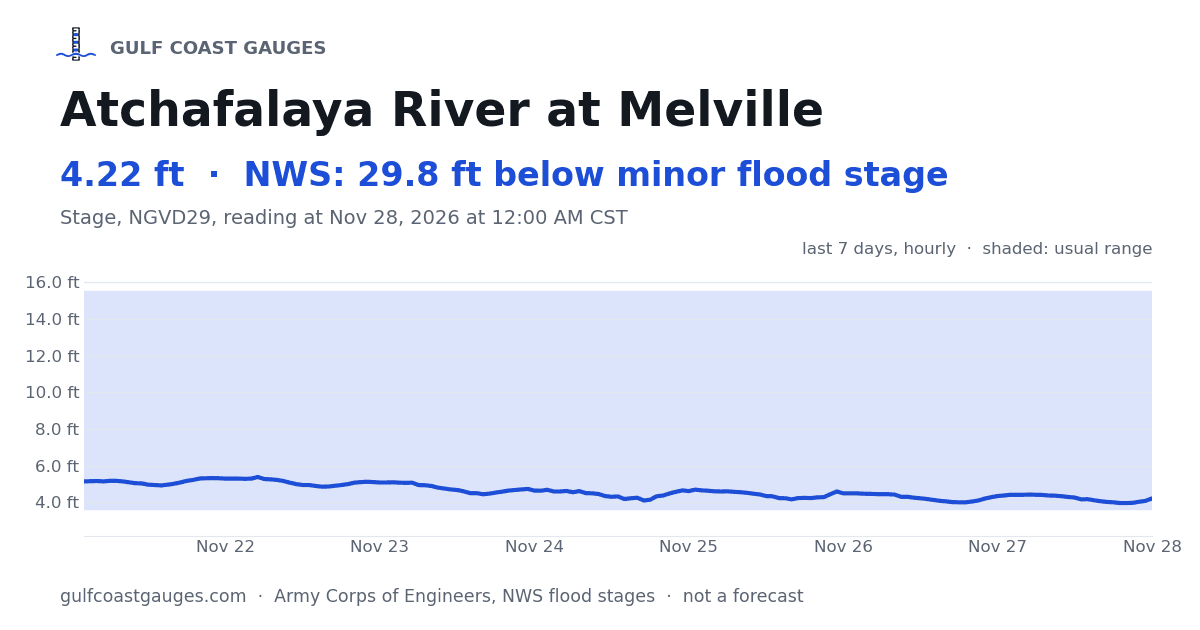 GULF COAST GAUGES
Atchafalaya River at Melville
4.22 ft · NWS: 29.8 ft below minor flood stage
Stage, NGVD29, reading at Nov 28, 2026 at 12:00 AM CST
last 7 days, hourly · shaded: usual range
16.0 ft
14.0 ft
12.0 ft
10.0 ft
8.0 ft
6.0 ft
4.0 ft
Nov 22 Nov 23 Nov 24 Nov 25 Nov 26 Nov 27 Nov 28
gulfcoastgauges.com · Army Corps of Engineers, NWS flood stages · not a forecast